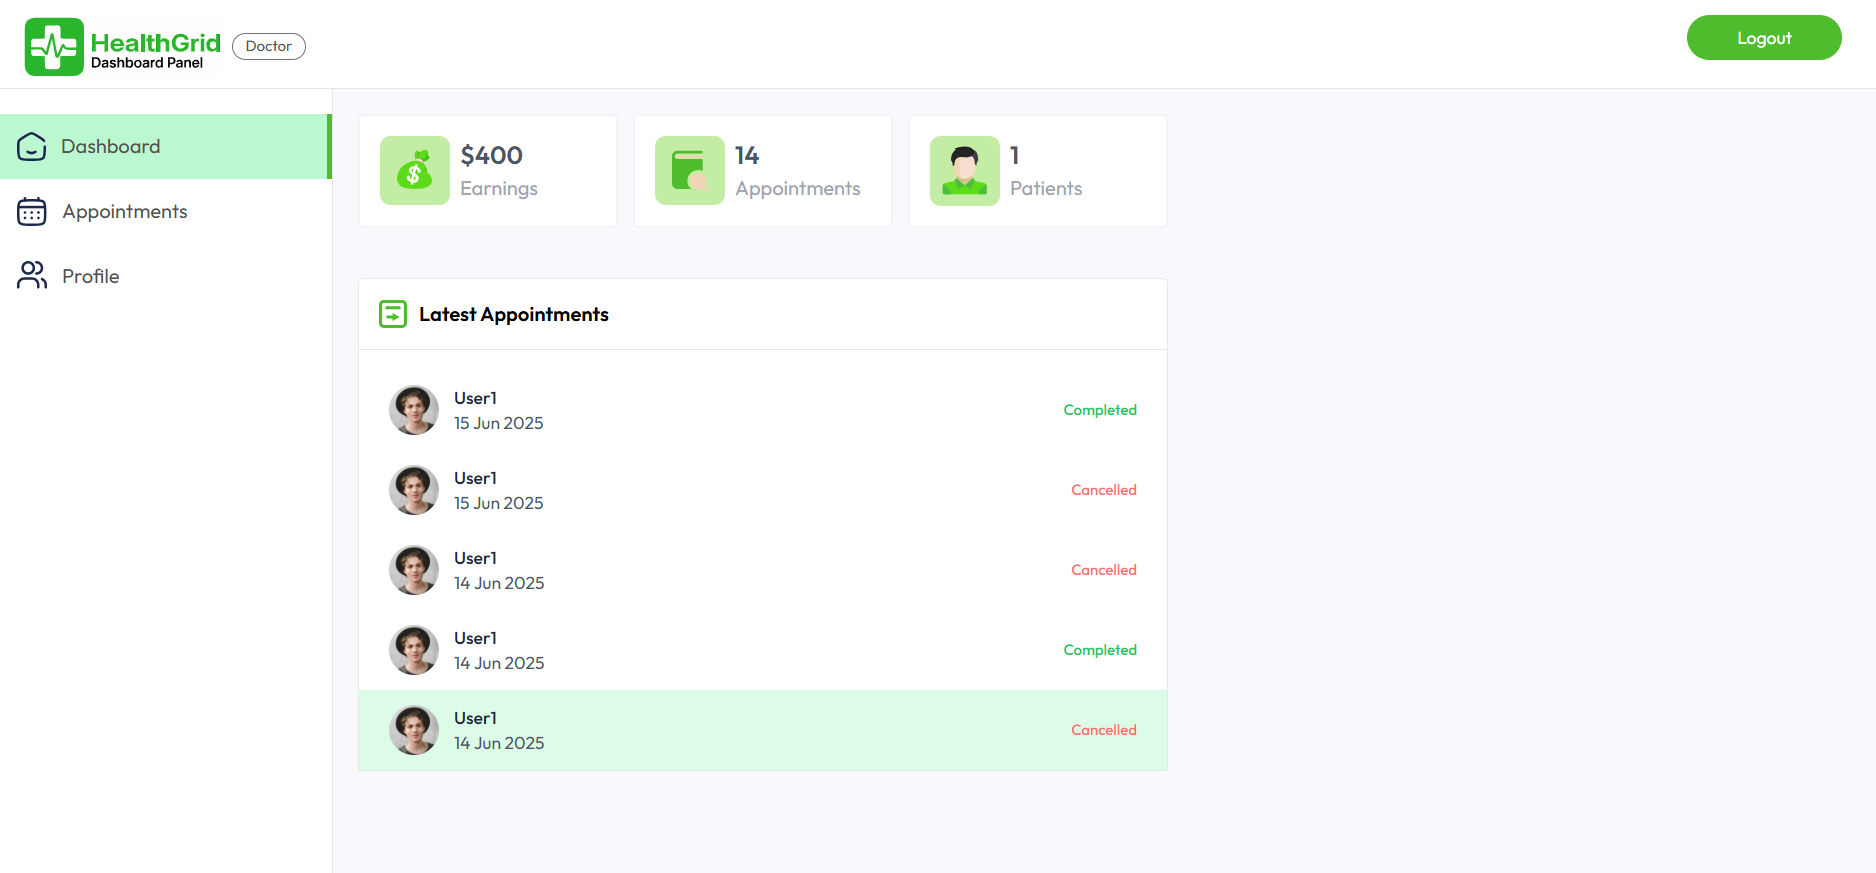 HealthGrid
Dashboard Panel
Doctor
Logout
Dashboard
Appointments
Profile
$400
Earnings
14
Appointments
1
Patients
Latest Appointments
User1
15 Jun 2025
Completed
User1
15 Jun 2025
Cancelled
User1
14 Jun 2025
Cancelled
User1
14 Jun 2025
Completed
User1
14 Jun 2025
Cancelled